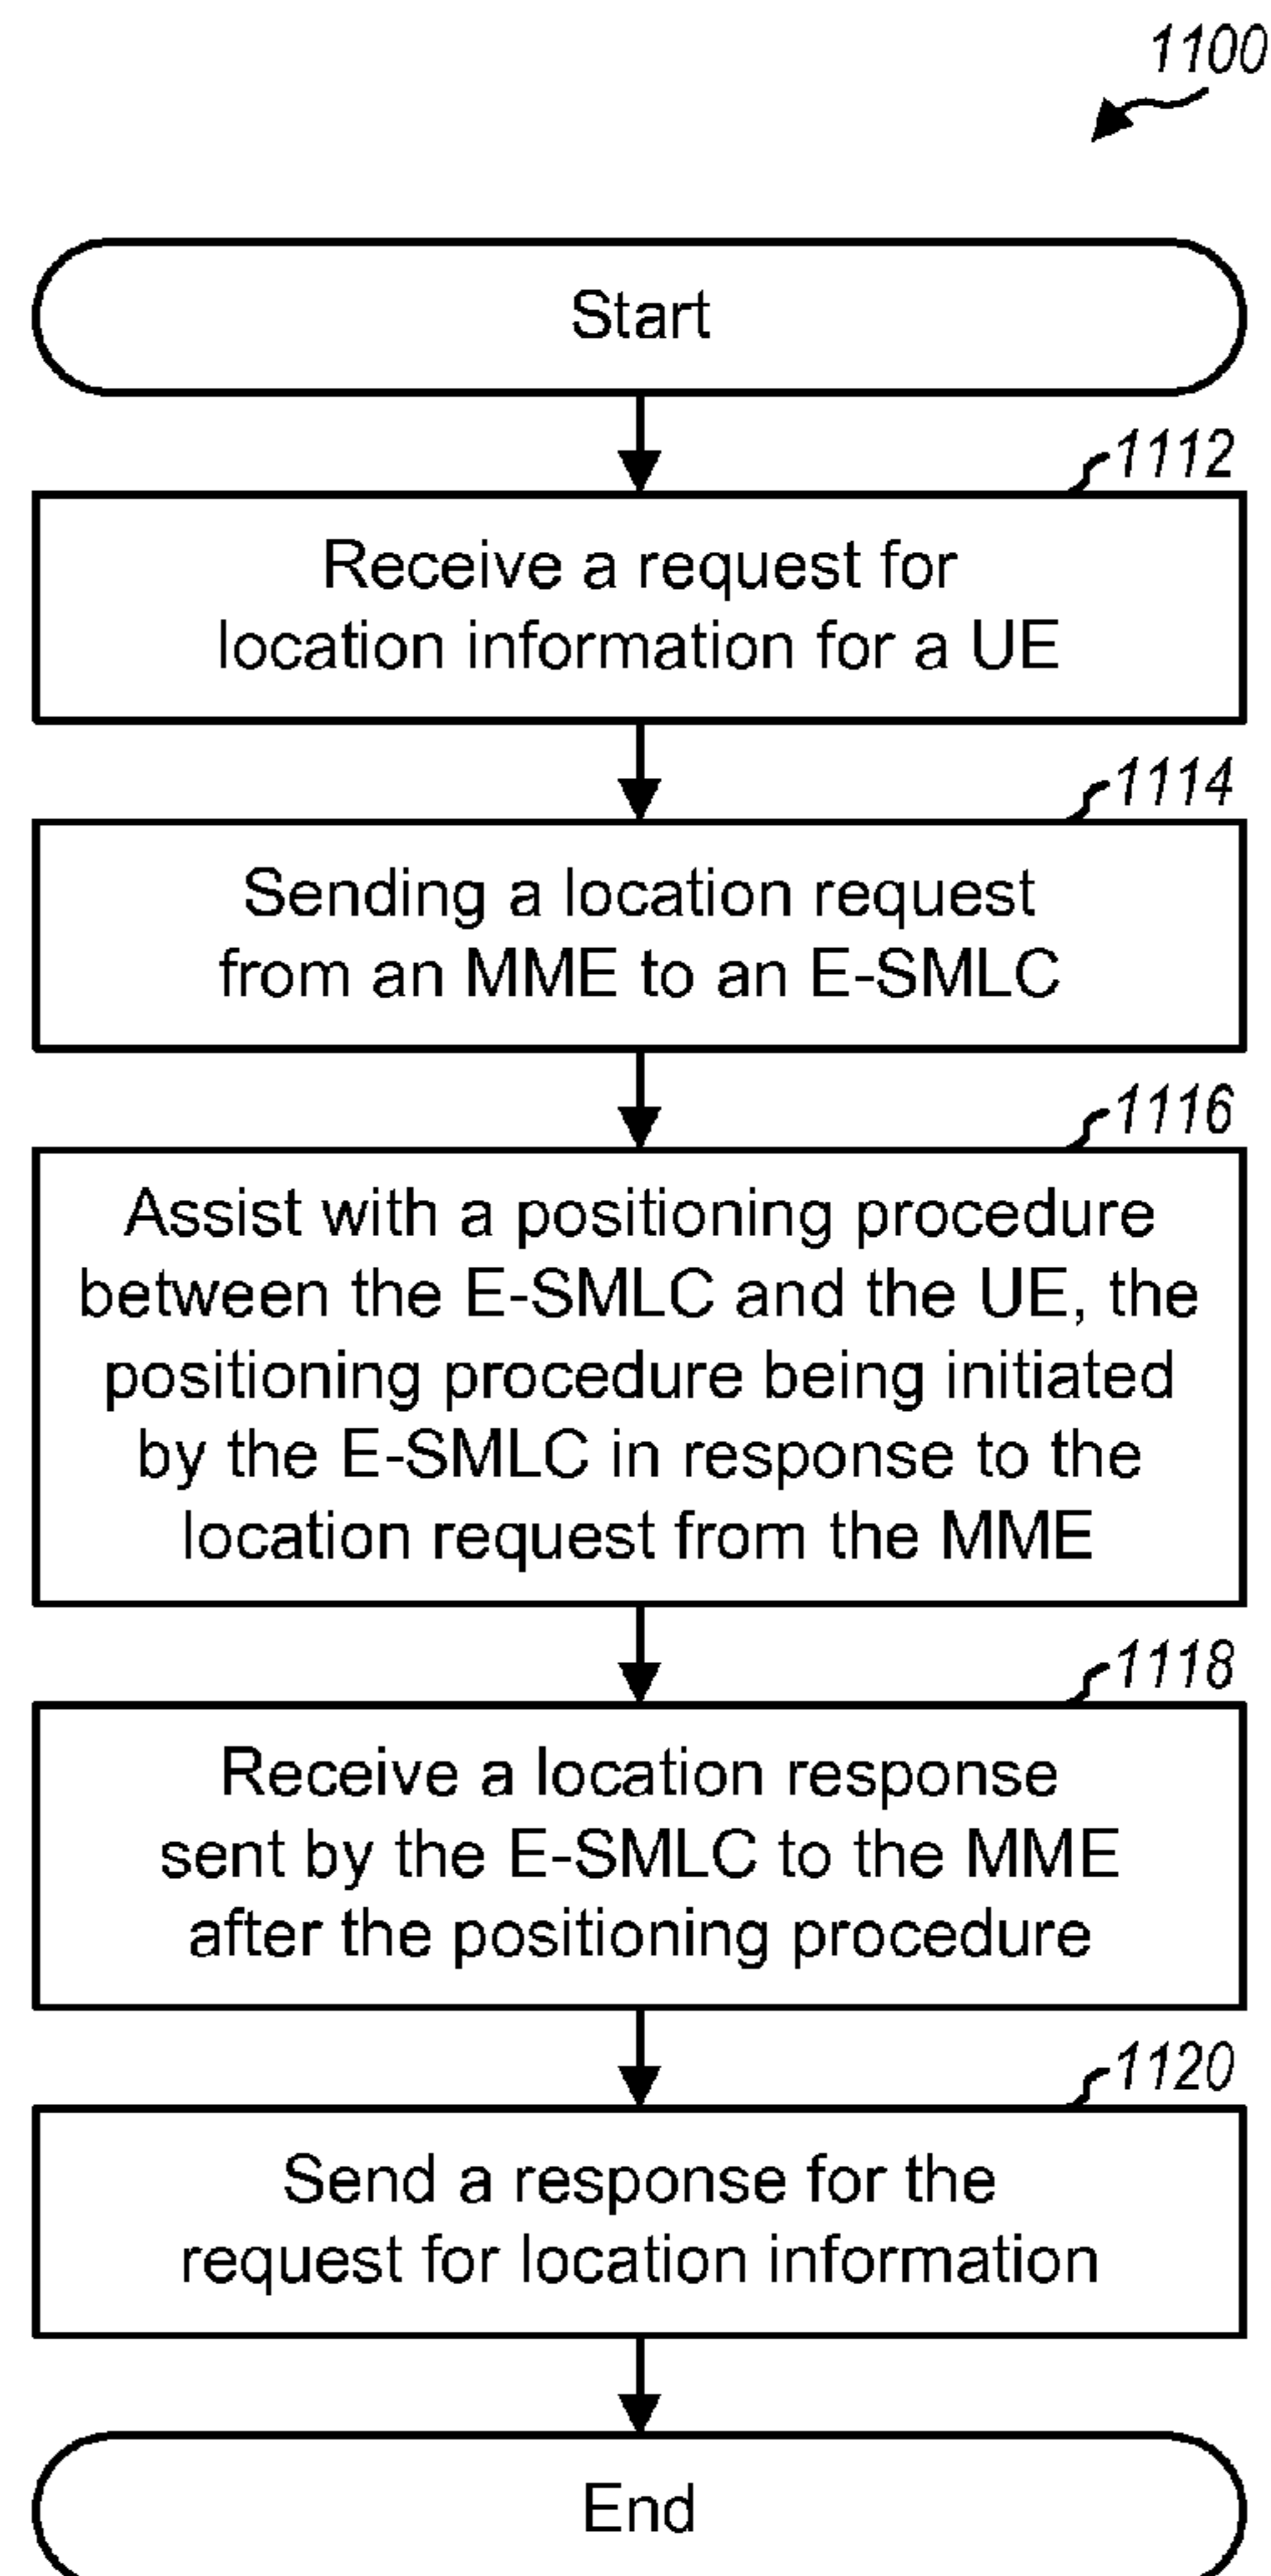 1100
Start
1112
Receive a request for
location information for a UE
1114
Sending a location request
from an MME to an E-SMLC
1116
Assist with a positioning procedure
between the E-SMLC and the UE, the
positioning procedure being initiated
by the E-SMLC in response to the
location request from the MME
1118
Receive a location response
sent by the E-SMLC to the MME
after the positioning procedure
1120
Send a response for the
request for location information
End